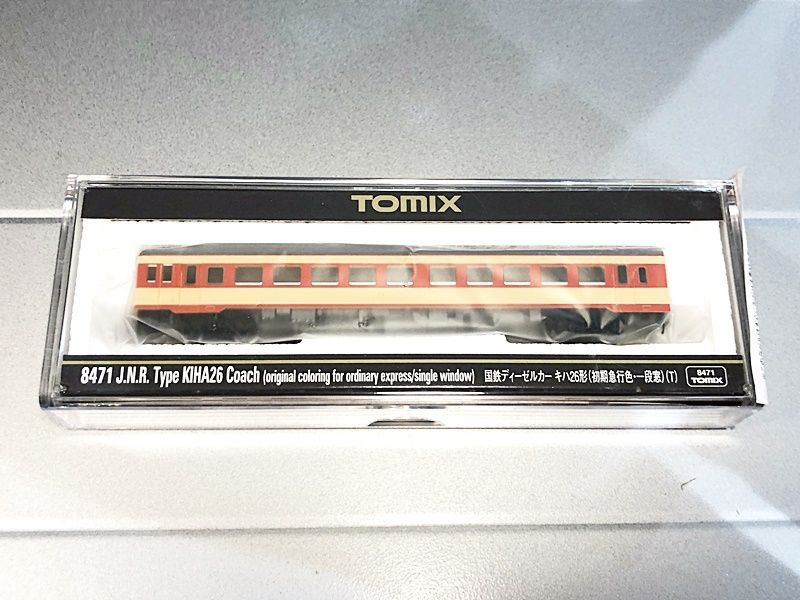 TOMIX
8471 J.N.R. Type KIHA26 Coach (original coloring for ordinary express/single window) 国鉄ディーゼルカー キハ26形(初期急行色・一段窓)(T)
8471
TOMIX